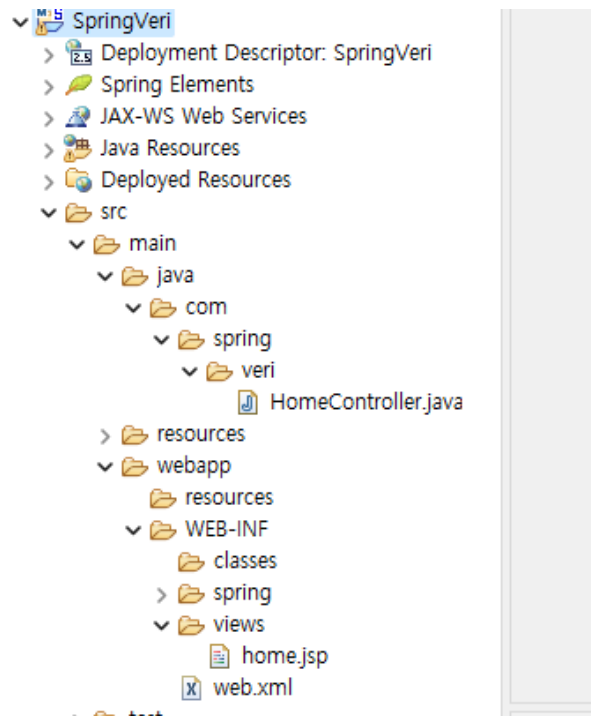 SpringVeri
Deployment Descriptor: SpringVeri
Spring Elements
JAX-WS Web Services
Java Resources
Deployed Resources
src
main
java
com
spring
veri
HomeController.java
resources
webapp
resources
WEB-INF
classes
spring
views
home.jsp
web.xml